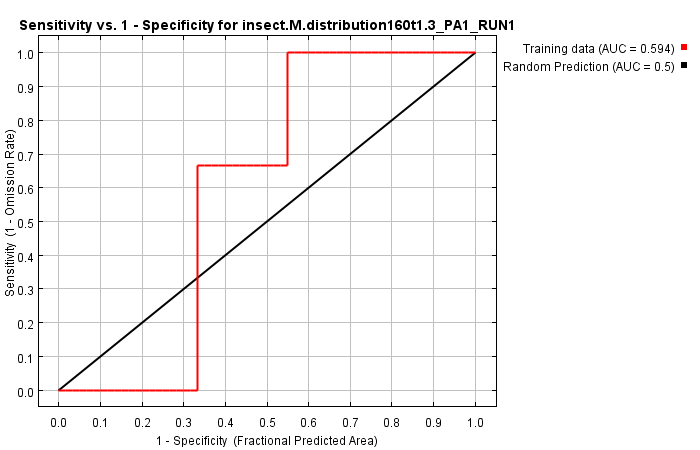 Sensitivity vs. 1 - Specificity for insect.M.distribution160t1.3_PA1_RUN1
Training data (AUC = 0.594)
Random Prediction (AUC = 0.5)
Sensitivity (1 - Omission Rate)
1.0
0.9
0.8
0.7
0.6
0.5
0.4
0.3
0.2
0.1
0.0
0.0 0.1 0.2 0.3 0.4 0.5 0.6 0.7 0.8 0.9 1.0
1 - Specificity (Fractional Predicted Area)